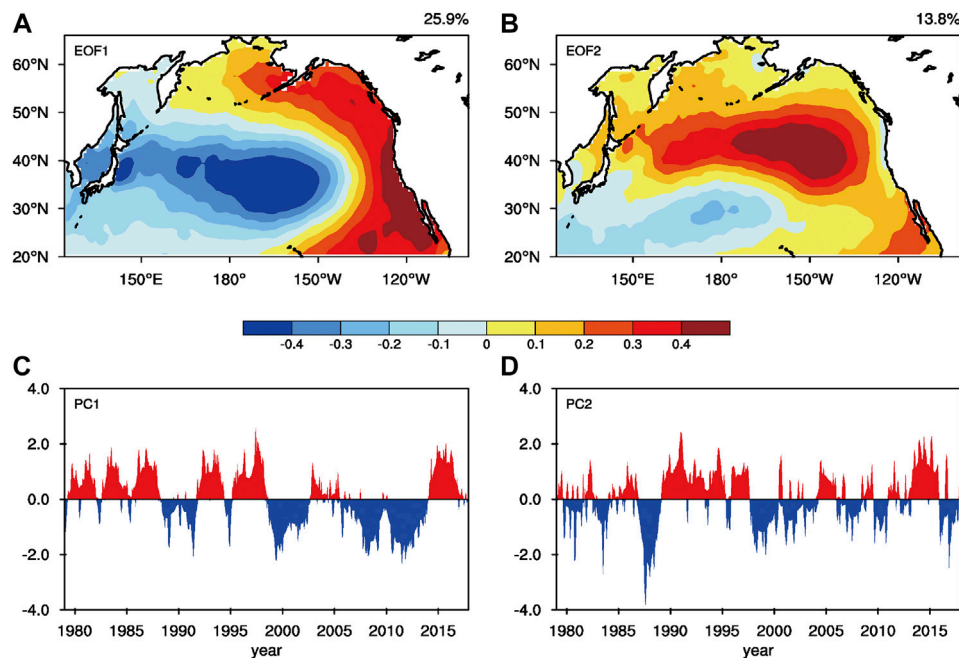 A
25.9%
EOF1
60°N
50°N
40°N
30°N
20°N
150°E
180°
150°W
120°W
B
13.8%
EOF2
60°N
50°N
40°N
30°N
20°N
150°E
180°
150°W
120°W
-0.4 -0.3 -0.2 -0.1 0 0.1 0.2 0.3 0.4
C
PC1
4.0
2.0
0.0
-2.0
-4.0
1980 1985 1990 1995 2000 2005 2010 2015
year
D
PC2
4.0
2.0
0.0
-2.0
-4.0
1980 1985 1990 1995 2000 2005 2010 2015
year